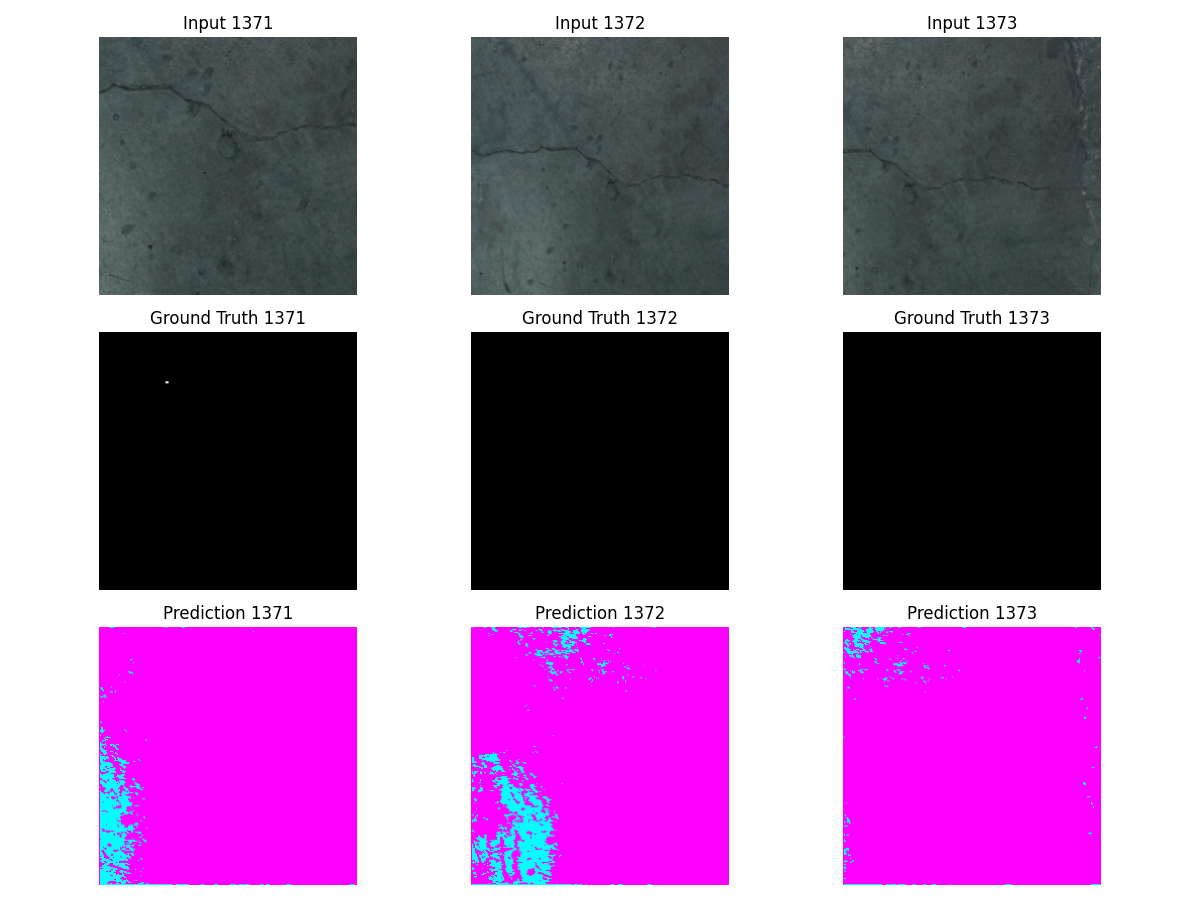 Input 1371
Input 1372
Input 1373
Ground Truth 1371
Ground Truth 1372
Ground Truth 1373
Prediction 1371
Prediction 1372
Prediction 1373